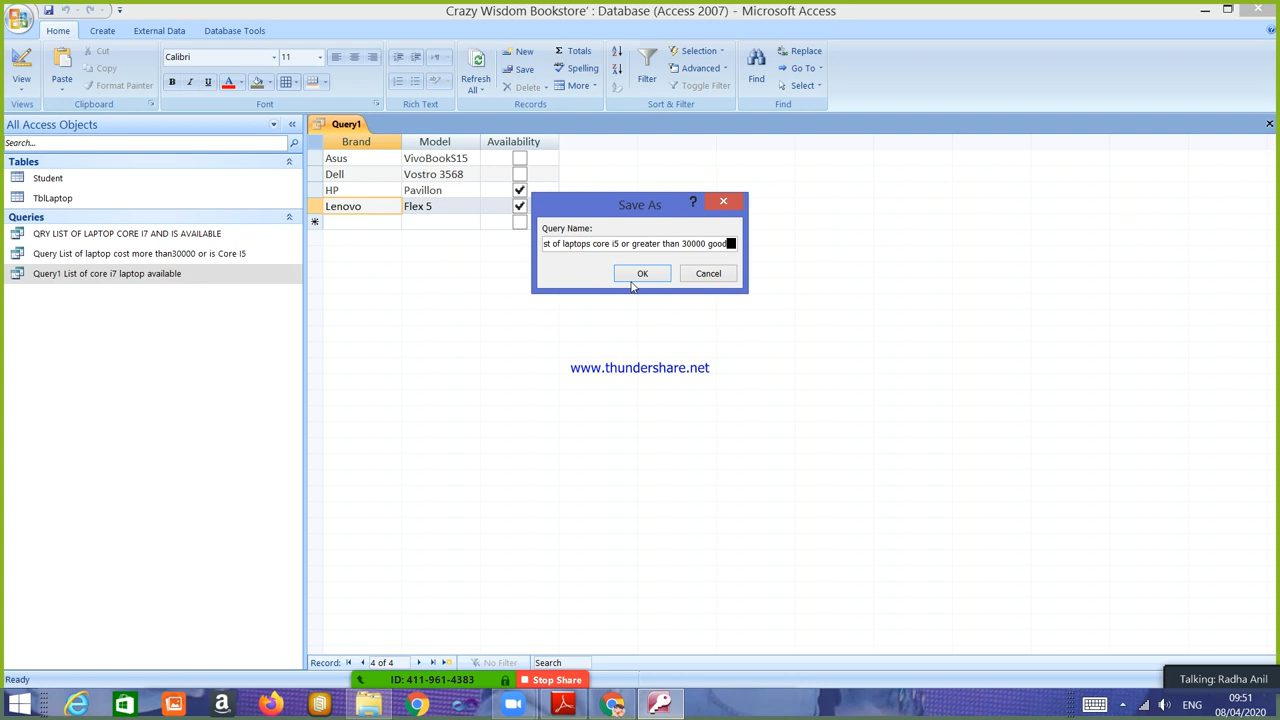 Crazy Wisdom Bookstore' : Database (Access 2007) - Microsoft Access
Home Create External Data Database Tools
View
Views
Paste
Cut
Copy
Format Painter
Clipboard
Calibri 11
B I U A
Font
Rich Text
Refresh All
New
Save
Delete
Totals
Spelling
More
Records
Filter
Selection
Advanced
Toggle Filter
Sort & Filter
Find
Replace
Go To
Select
Find
All Access Objects
Search...
Tables
Student
TblLaptop
Queries
QRY LIST OF LAPTOP CORE I7 AND IS AVAILABLE
Query List of laptop cost more than30000 or is Core I5
Query1 List of core i7 laptop available
Query1
Brand Model Availability
Asus VivoBookS15
Dell Vostro 3568
HP Pavillon
Lenovo Flex 5
Save As
Query Name:
st of laptops core i5 or greater than 30000 good
OK Cancel
www.thundershare.net
Record: 4 of 4 No Filter Search
Ready
ID: 411-961-4383 Stop Share
Talking: Radha Anil
09:51
08/04/2020